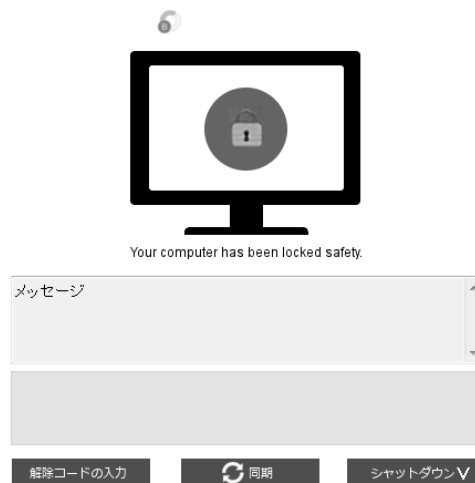 Your computer has been locked safety.
メッセージ
解除コードの入力
同期
シャットダウンV